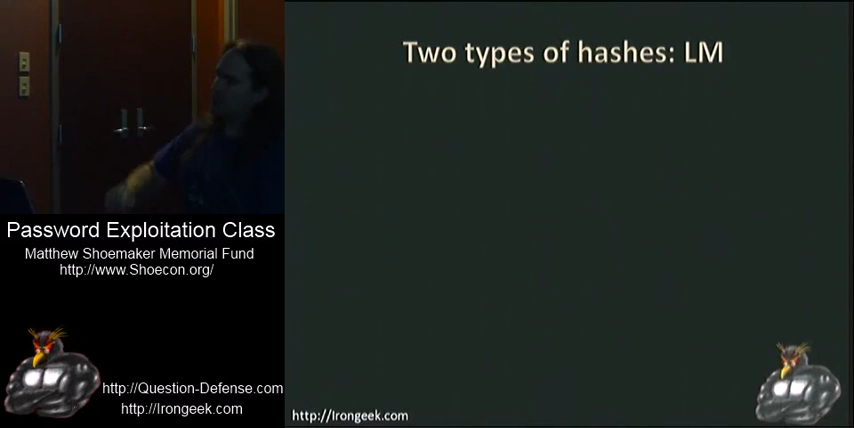 Two types of hashes: LM
Password Exploitation Class
Matthew Shoemaker Memorial Fund
http://www.Shoecon.org/
http://Question-Defense.com
http://Irongeek.com
http://Irongeek.com